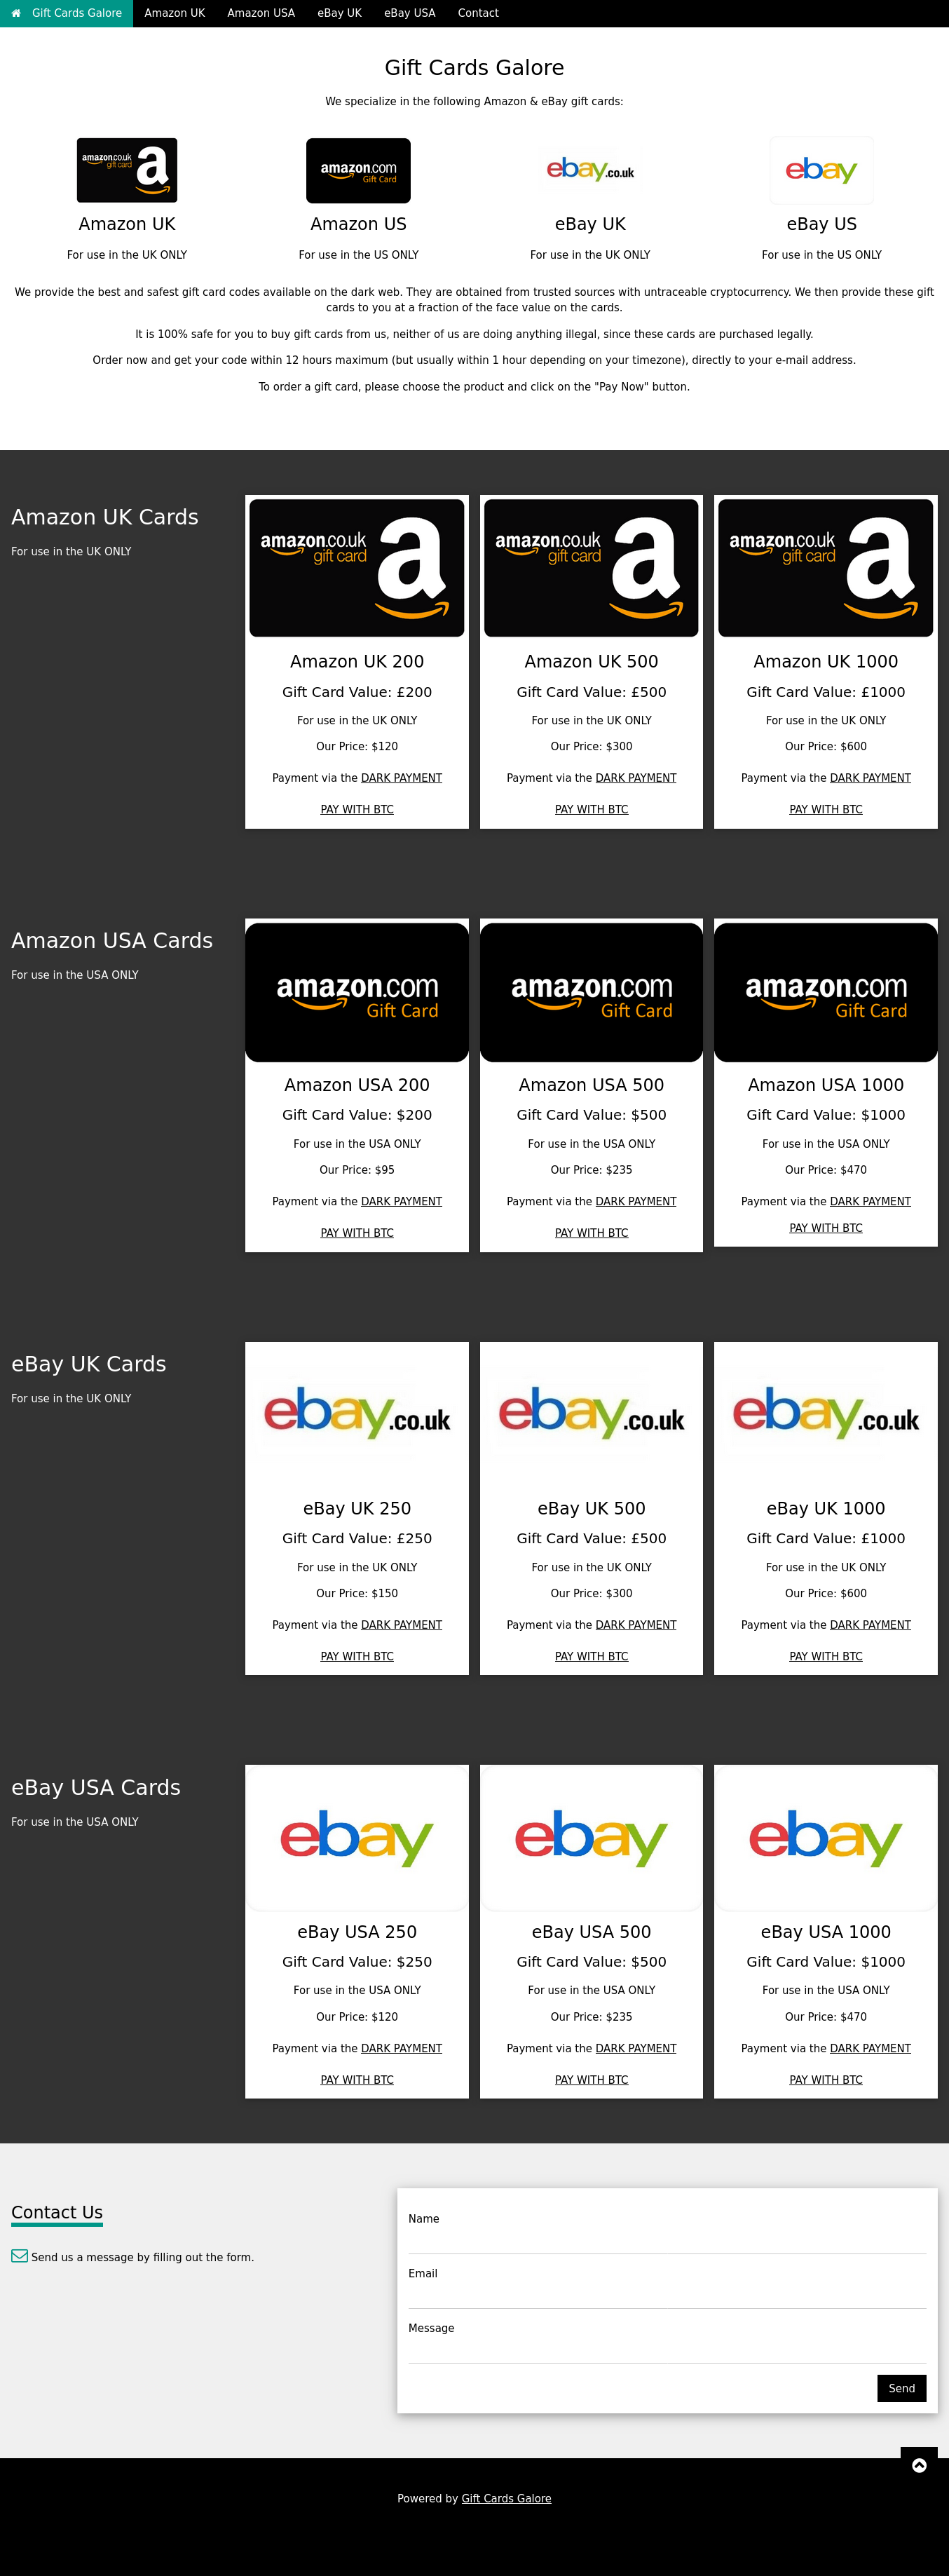 Gift Cards Galore Amazon UK Amazon USA eBay UK eBay USA Contact
Gift Cards Galore
We specialize in the following Amazon & eBay gift cards:
amazon.co.uk gift card a
amazon.com Gift Card
ebay.co.uk
ebay
Amazon UK
For use in the UK ONLY
Amazon US
For use in the US ONLY
eBay UK
For use in the UK ONLY
eBay US
For use in the US ONLY
We provide the best and safest gift card codes available on the dark web. They are obtained from trusted sources with untraceable cryptocurrency. We then provide these gift
cards to you at a fraction of the face value on the cards.
It is 100% safe for you to buy gift cards from us, neither of us are doing anything illegal, since these cards are purchased legally.
Order now and get your code within 12 hours maximum (but usually within 1 hour depending on your timezone), directly to your e-mail address.
To order a gift card, please choose the product and click on the "Pay Now" button.
Amazon UK Cards
For use in the UK ONLY
amazon.co.uk
gift card
a
Amazon UK 200
Gift Card Value: £200
For use in the UK ONLY
Our Price: $120
Payment via the DARK PAYMENT
PAY WITH BTC
amazon.co.uk
gift card
a
Amazon UK 500
Gift Card Value: £500
For use in the UK ONLY
Our Price: $300
Payment via the DARK PAYMENT
PAY WITH BTC
amazon.co.uk
gift card
a
Amazon UK 1000
Gift Card Value: £1000
For use in the UK ONLY
Our Price: $600
Payment via the DARK PAYMENT
PAY WITH BTC
Amazon USA Cards
For use in the USA ONLY
amazon.com
Gift Card
Amazon USA 200
Gift Card Value: $200
For use in the USA ONLY
Our Price: $95
Payment via the DARK PAYMENT
PAY WITH BTC
amazon.com
Gift Card
Amazon USA 500
Gift Card Value: $500
For use in the USA ONLY
Our Price: $235
Payment via the DARK PAYMENT
PAY WITH BTC
amazon.com
Gift Card
Amazon USA 1000
Gift Card Value: $1000
For use in the USA ONLY
Our Price: $470
Payment via the DARK PAYMENT
PAY WITH BTC
eBay UK Cards
For use in the UK ONLY
ebay.co.uk
eBay UK 250
Gift Card Value: £250
For use in the UK ONLY
Our Price: $150
Payment via the DARK PAYMENT
PAY WITH BTC
ebay.co.uk
eBay UK 500
Gift Card Value: £500
For use in the UK ONLY
Our Price: $300
Payment via the DARK PAYMENT
PAY WITH BTC
ebay.co.uk
eBay UK 1000
Gift Card Value: £1000
For use in the UK ONLY
Our Price: $600
Payment via the DARK PAYMENT
PAY WITH BTC
eBay USA Cards
For use in the USA ONLY
ebay
eBay USA 250
Gift Card Value: $250
For use in the USA ONLY
Our Price: $120
Payment via the DARK PAYMENT
PAY WITH BTC
ebay
eBay USA 500
Gift Card Value: $500
For use in the USA ONLY
Our Price: $235
Payment via the DARK PAYMENT
PAY WITH BTC
ebay
eBay USA 1000
Gift Card Value: $1000
For use in the USA ONLY
Our Price: $470
Payment via the DARK PAYMENT
PAY WITH BTC
Contact Us
Send us a message by filling out the form.
Name
Email
Message
Send
Powered by Gift Cards Galore